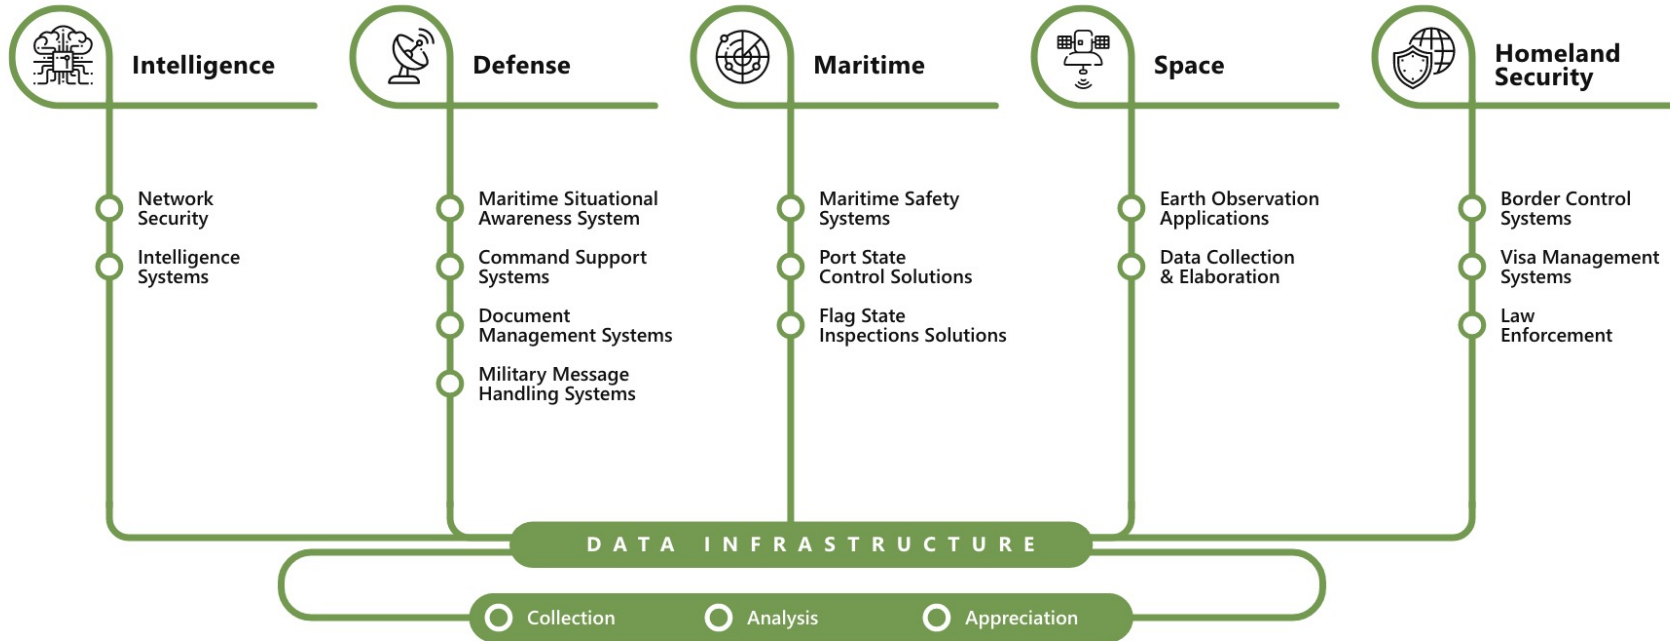 Intelligence
Network
Security
Intelligence
Systems
Defense
Maritime Situational
Awareness System
Command Support
Systems
Document
Management Systems
Military Message
Handling Systems
Maritime
Maritime Safety
Systems
Port State
Control Solutions
Flag State
Inspections Solutions
Space
Earth Observation
Applications
Data Collection
& Elaboration
Homeland
Security
Border Control
Systems
Visa Management
Systems
Law
Enforcement
DATA INFRASTRUCTURE
Collection
Analysis
Appreciation